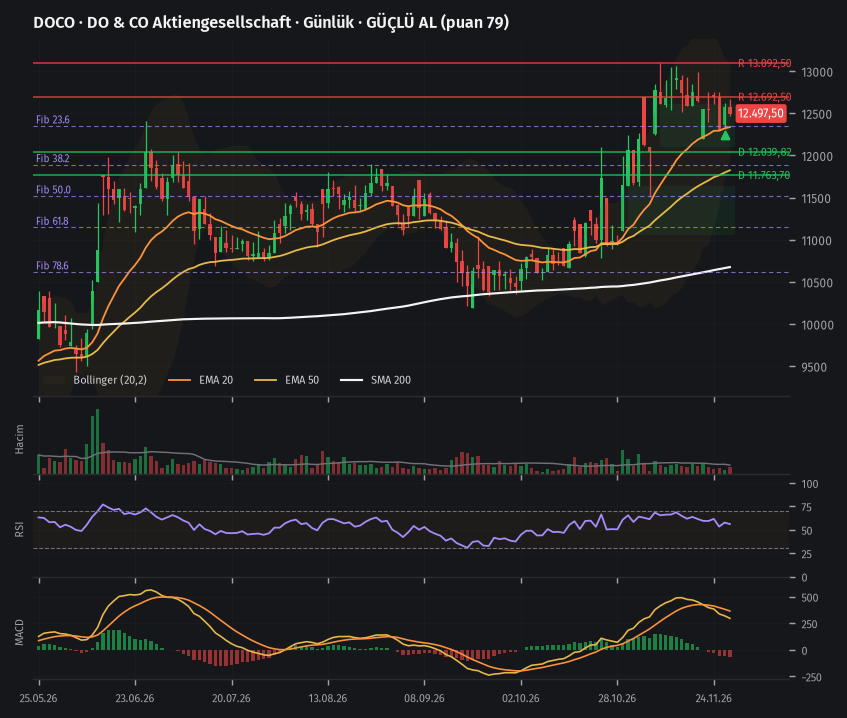 DOCO · DO & CO Aktiengesellschaft · Günlük · GÜÇLÜ AL (puan 79)
R 13.092,50
13000
R 12.692,50
12.497,50
12500
Fib 23.6
D 12.039,82
12000
Fib 38.2
D 11.763,70
Fib 50.0
11500
Fib 61.8
11000
Fib 78.6
10500
10000
9500
Bollinger (20,2) EMA 20 EMA 50 SMA 200
Hacim
100
75
RSI
50
25
0
500
250
MACD
0
−250
25.05.26 23.06.26 20.07.26 13.08.26 08.09.26 02.10.26 28.10.26 24.11.26